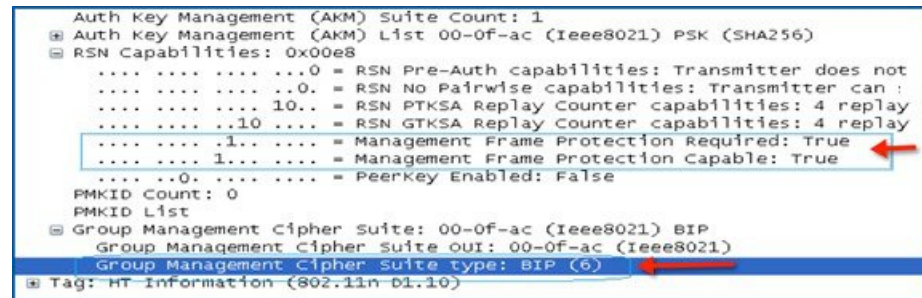 Auth Key Management (AKM) Suite Count: 1
Auth Key Management (AKM) List 00-0f-ac (Ieee8021) PSK (SHA256)
RSN Capabilities: 0x00e8
.... .... .... ...0 = RSN Pre-Auth capabilities: Transmitter does not
.... .... .... ..0. = RSN No Pairwise capabilities: Transmitter can
.... .... .... 10.. = RSN PTKSA Replay Counter capabilities: 4 replay
.... .... ..10 .... = RSN GTKSA Replay Counter capabilities: 4 replay
.... .... .1.. .... = Management Frame Protection Required: True
.... .... 1... .... = Management Frame Protection Capable: True
.... ..0. .... .... = PeerKey Enabled: False
PMKID Count: 0
PMKID List
Group Management Cipher Suite: 00-0f-ac (Ieee8021) BIP
Group Management Cipher Suite OUI: 00-0f-ac (Ieee8021)
Group Management Cipher Suite type: BIP (6)
Tag: HT Information (802.11n D1.10)